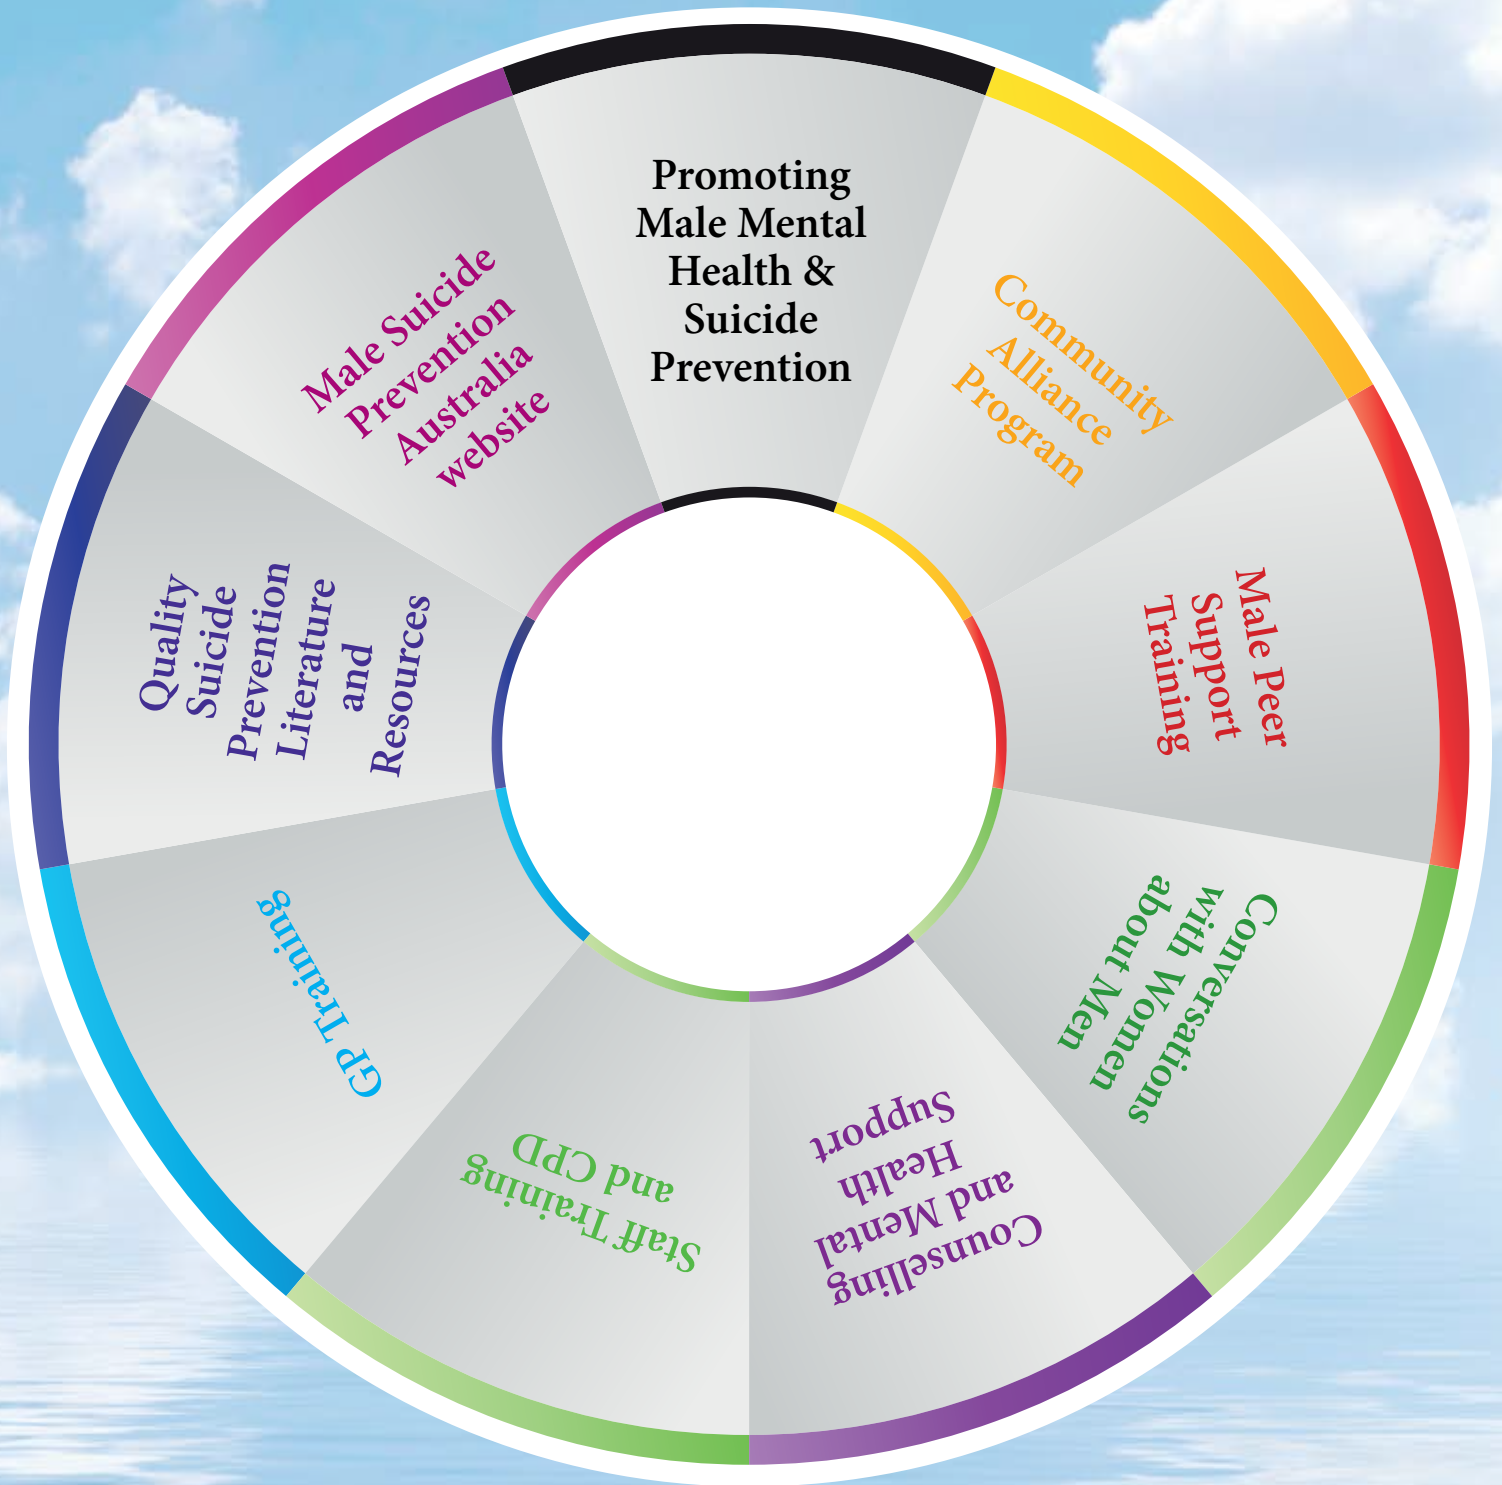 Promoting
Male Mental
Health &
Suicide
Prevention
Community
Alliance
Program
Male Peer
Support
Training
Conversations
with Women
about Men
Counselling
and Mental
Health
Support
Staff Training
and CPD
GP Training
Quality
Suicide
Prevention
Literature
and
Resources
Male Suicide
Prevention
Australia
website